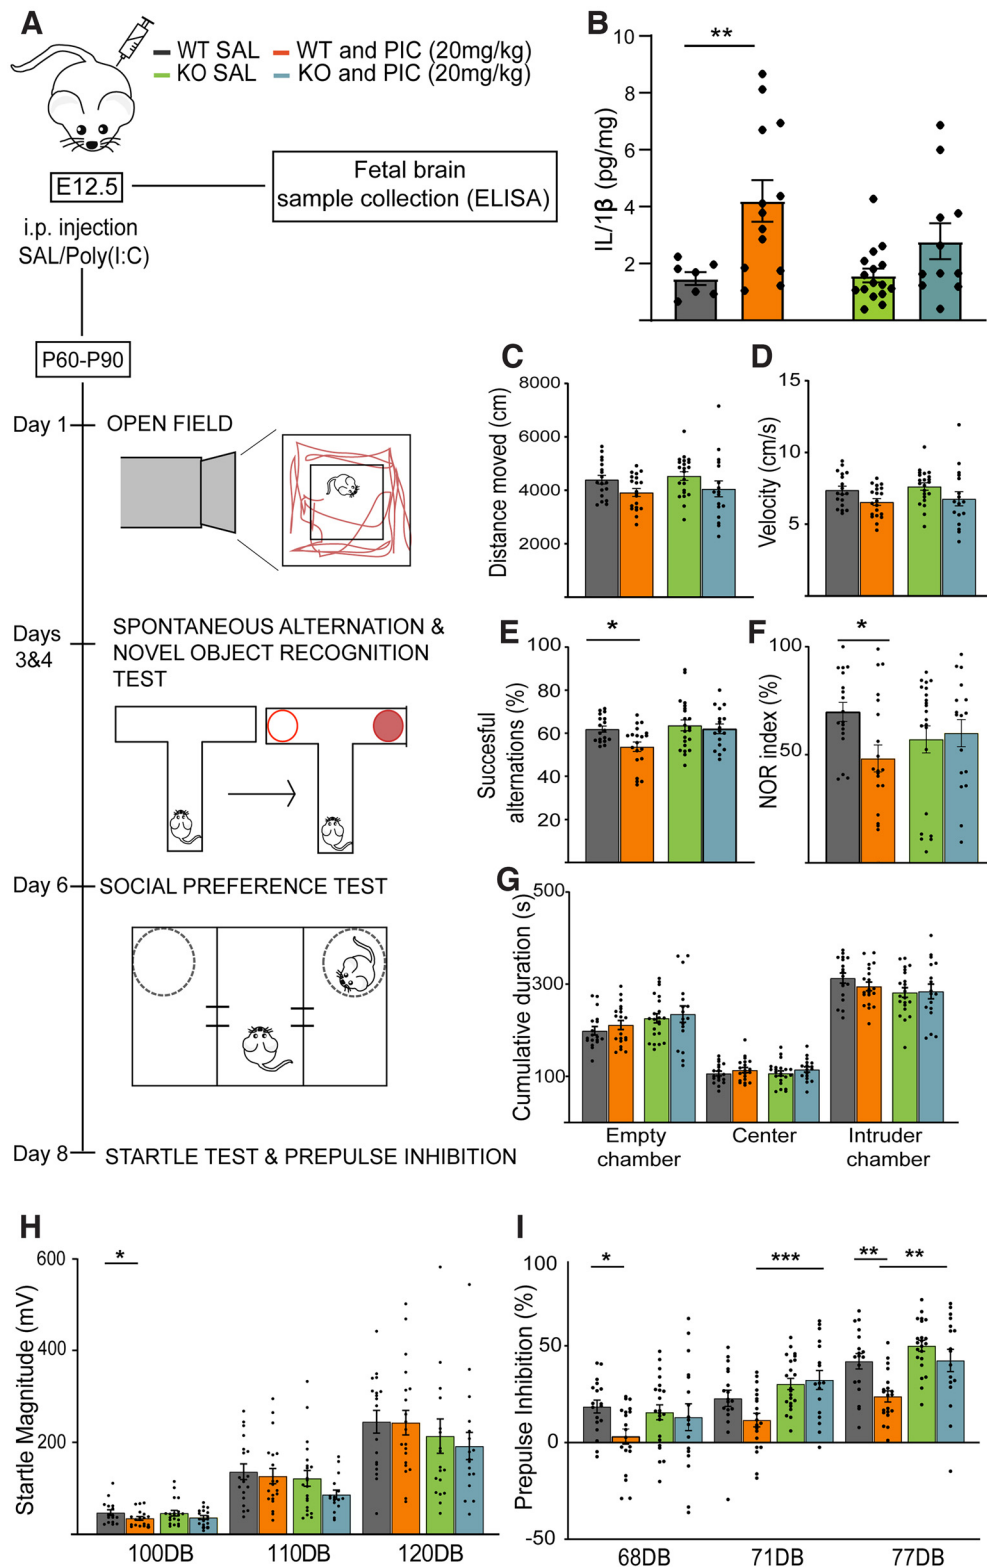 A
WT SAL
WT and PIC (20mg/kg)
KO SAL
KO and PIC (20mg/kg)
E12.5
Fetal brain
sample collection (ELISA)
i.p. injection
SAL/Poly(I:C)
P60-P90
Day 1
OPEN FIELD
Days
3&4
SPONTANEOUS ALTERNATION &
NOVEL OBJECT RECOGNITION
TEST
Day 6
SOCIAL PREFERENCE TEST
Day 8
STARTLE TEST & PREPULSE INHIBITION
B
IL/1β (pg/mg)
10
8
6
4
2
**
C
Distance moved (cm)
8000
6000
4000
2000
D
Velocity (cm/s)
15
10
5
E
Succesful
alternations (%)
100
80
60
40
20
*
F
NOR index (%)
100
50
*
G
Cumulative duration (s)
500
300
100
Empty
chamber
Center
Intruder
chamber
H
Startle Magnitude (mV)
600
400
200
*
100DB
110DB
120DB
I
Prepulse Inhibition (%)
100
50
0
-50
*
***
**
**
68DB
71DB
77DB